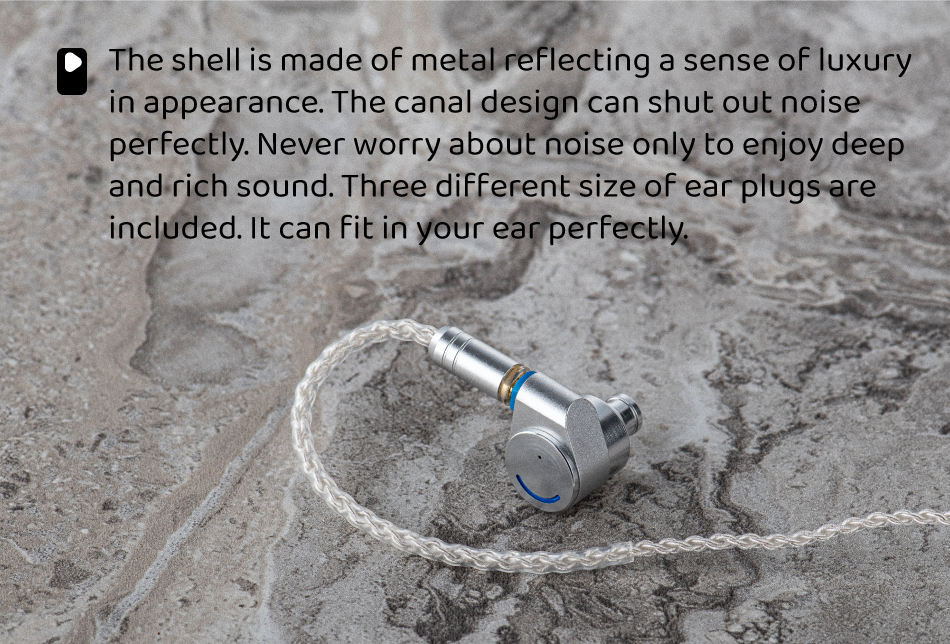 The shell is made of metal reflecting a sense of luxury
in appearance. The canal design can shut out noise
perfectly. Never worry about noise only to enjoy deep
and rich sound. Three different size of ear plugs are
included. It can fit in your ear perfectly.